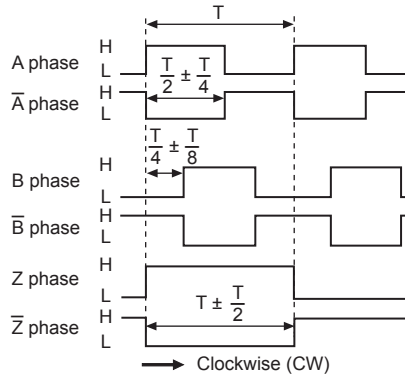 T
A phase H
L
T/2 ± T/4
A̅ phase H
L
T/4 ± T/8
B phase H
L
B̅ phase H
L
Z phase H
L
T ± T/2
Z̅ phase H
L
Clockwise (CW)